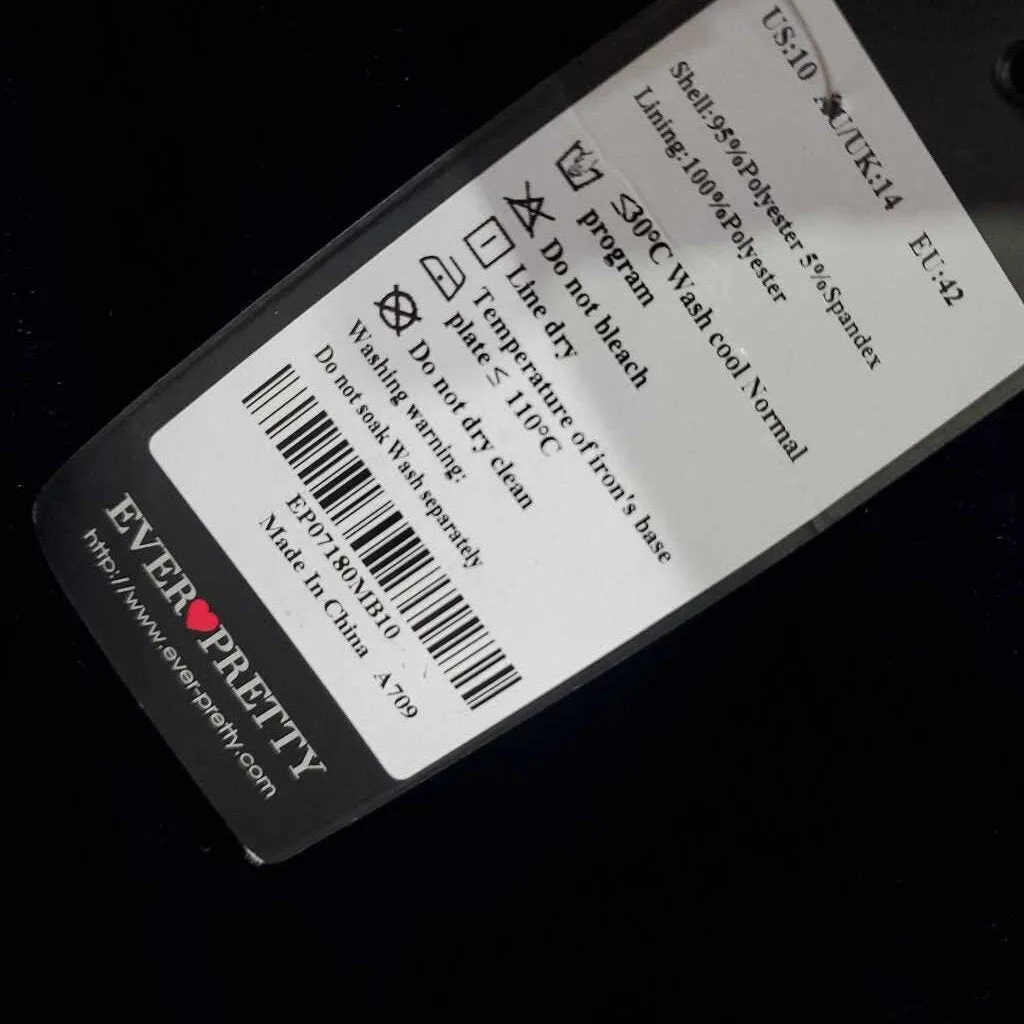 US:10 AU/UK:14 EU:42
Shell:95%Polyester 5%Spandex
Lining:100%Polyester
≤30°C Wash cool Normal
program
Do not bleach
Line dry
Temperature of iron's base
plate ≤ 110°C
Do not dry clean
Washing warning:
Do not soak Wash separately
EP07180MB10
Made In China A709
EVER❤PRETTY
http://www.ever-pretty.com